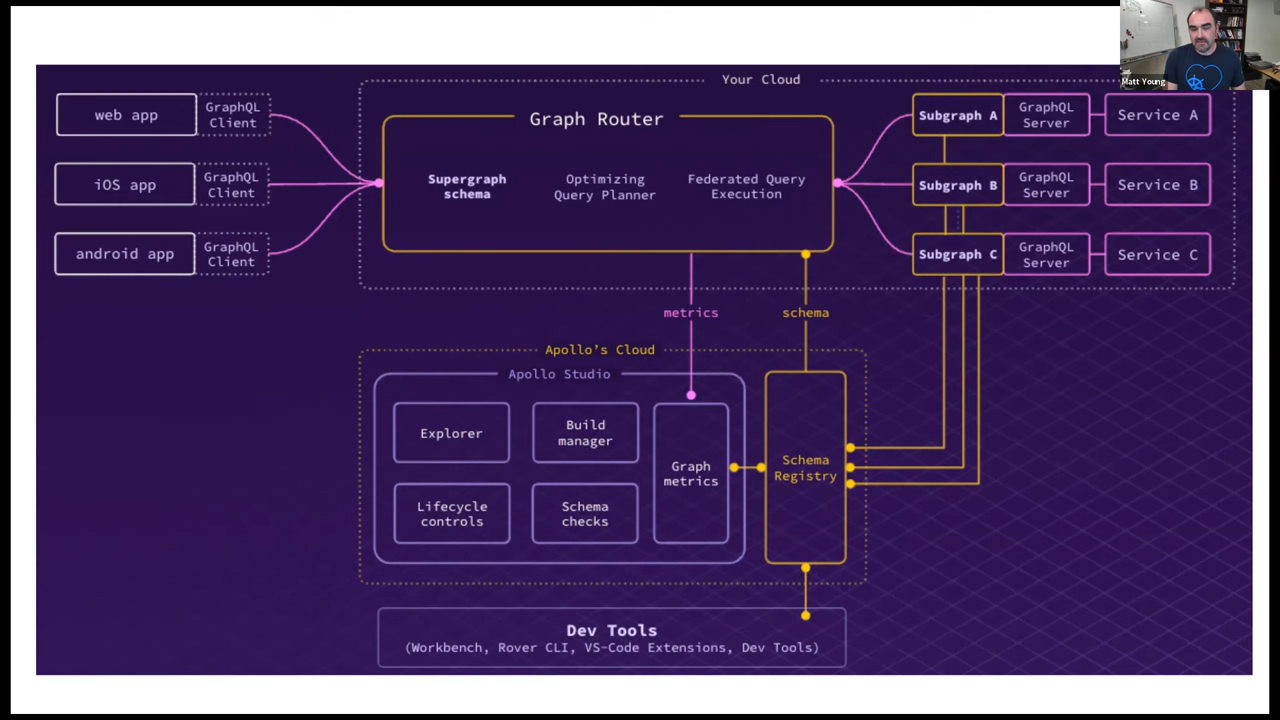 Your Cloud
Matt Young
web app
GraphQL
Client
iOS app
GraphQL
Client
android app
GraphQL
Client
Graph Router
Supergraph
schema
Optimizing
Query Planner
Federated Query
Execution
Subgraph A
GraphQL
Server
Service A
Subgraph B
GraphQL
Server
Service B
Subgraph C
GraphQL
Server
Service C
metrics
schema
Apollo's Cloud
Apollo Studio
Explorer
Build
manager
Lifecycle
controls
Schema
checks
Graph
metrics
Schema
Registry
Dev Tools
(Workbench, Rover CLI, VS-Code Extensions, Dev Tools)